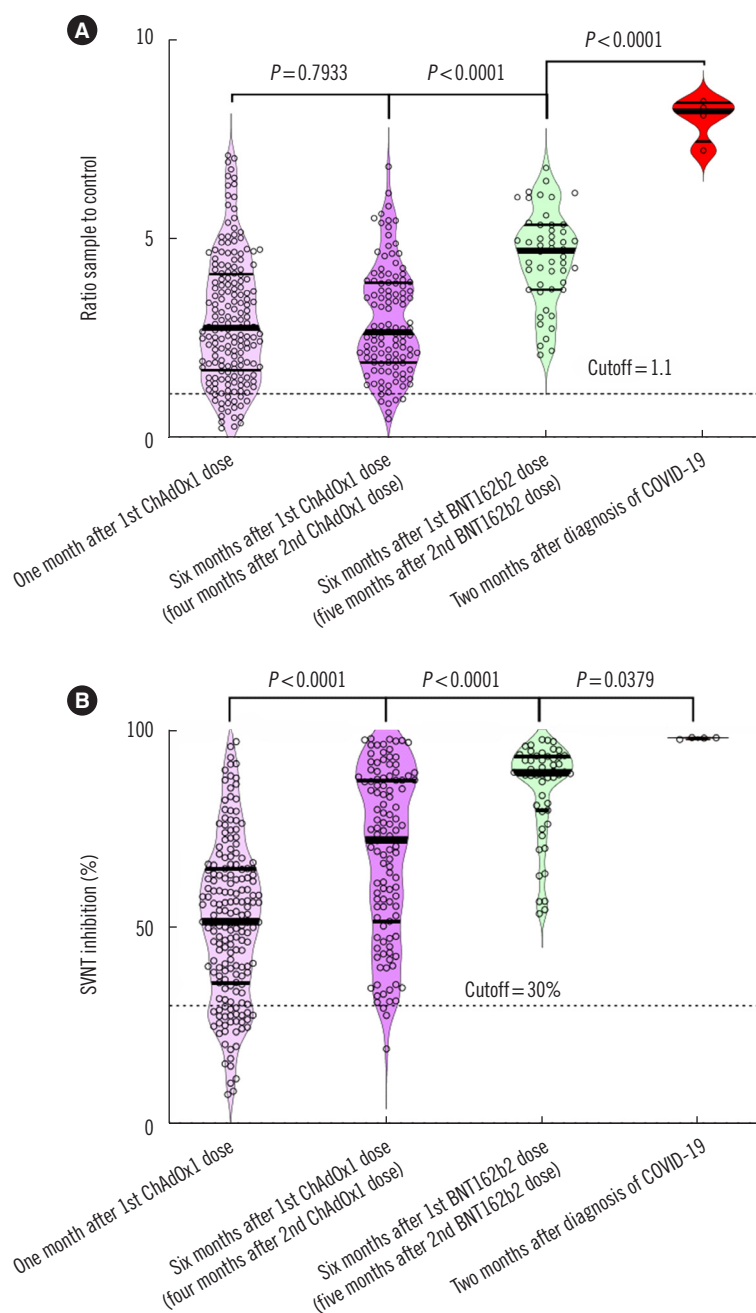 A
10
P<0.0001
P=0.7933
P<0.0001
Ratio sample to control
5
Cutoff=1.1
0
One month after 1st ChAdOx1 dose
Six months after 1st ChAdOx1 dose
(four months after 2nd ChAdOx1 dose)
Six months after 1st BNT162b2 dose
(five months after 2nd BNT162b2 dose)
Two months after diagnosis of COVID-19
B
P<0.0001
P<0.0001
P=0.0379
100
SVNT inhibition (%)
50
Cutoff=30%
0
One month after 1st ChAdOx1 dose
Six months after 1st ChAdOx1 dose
(four months after 2nd ChAdOx1 dose)
Six months after 1st BNT162b2 dose
(five months after 2nd BNT162b2 dose)
Two months after diagnosis of COVID-19